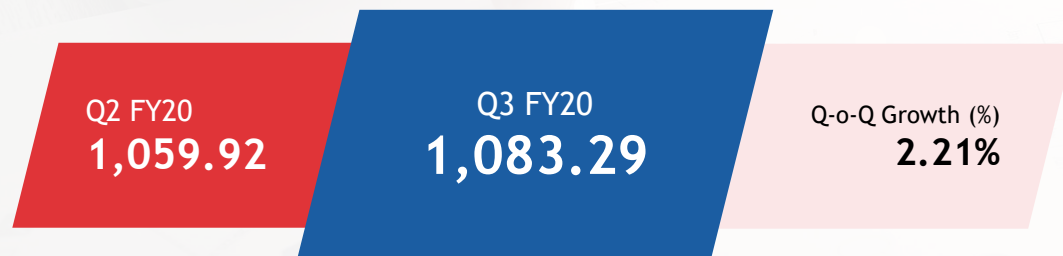 Q2 FY20
1,059.92
Q3 FY20
1,083.29
Q-o-Q Growth (%)
2.21%